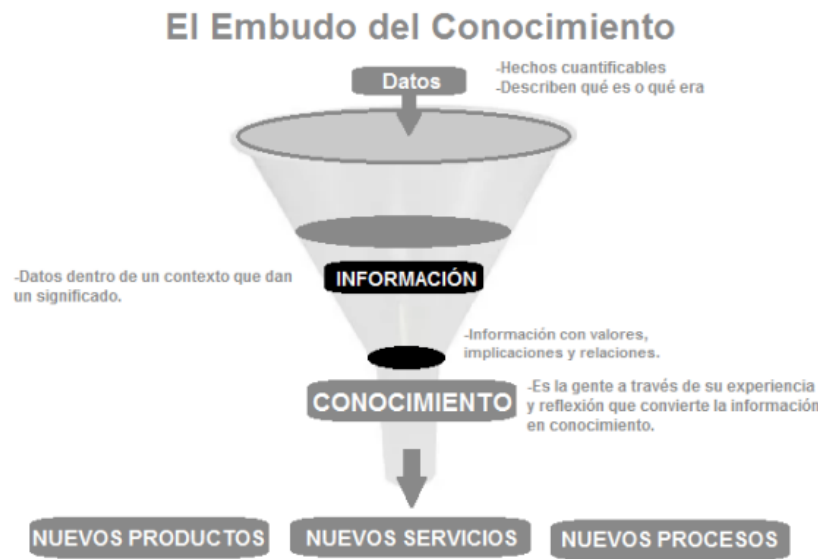 El Embudo del Conocimiento
Datos
-Hechos cuantificables
-Describen qué es o qué era
-Datos dentro de un contexto que dan
un significado.
INFORMACIÓN
-Información con valores,
implicaciones y relaciones.
CONOCIMIENTO
-Es la gente a través de su experiencia
y reflexión que convierte la información
en conocimiento.
NUEVOS PRODUCTOS
NUEVOS SERVICIOS
NUEVOS PROCESOS